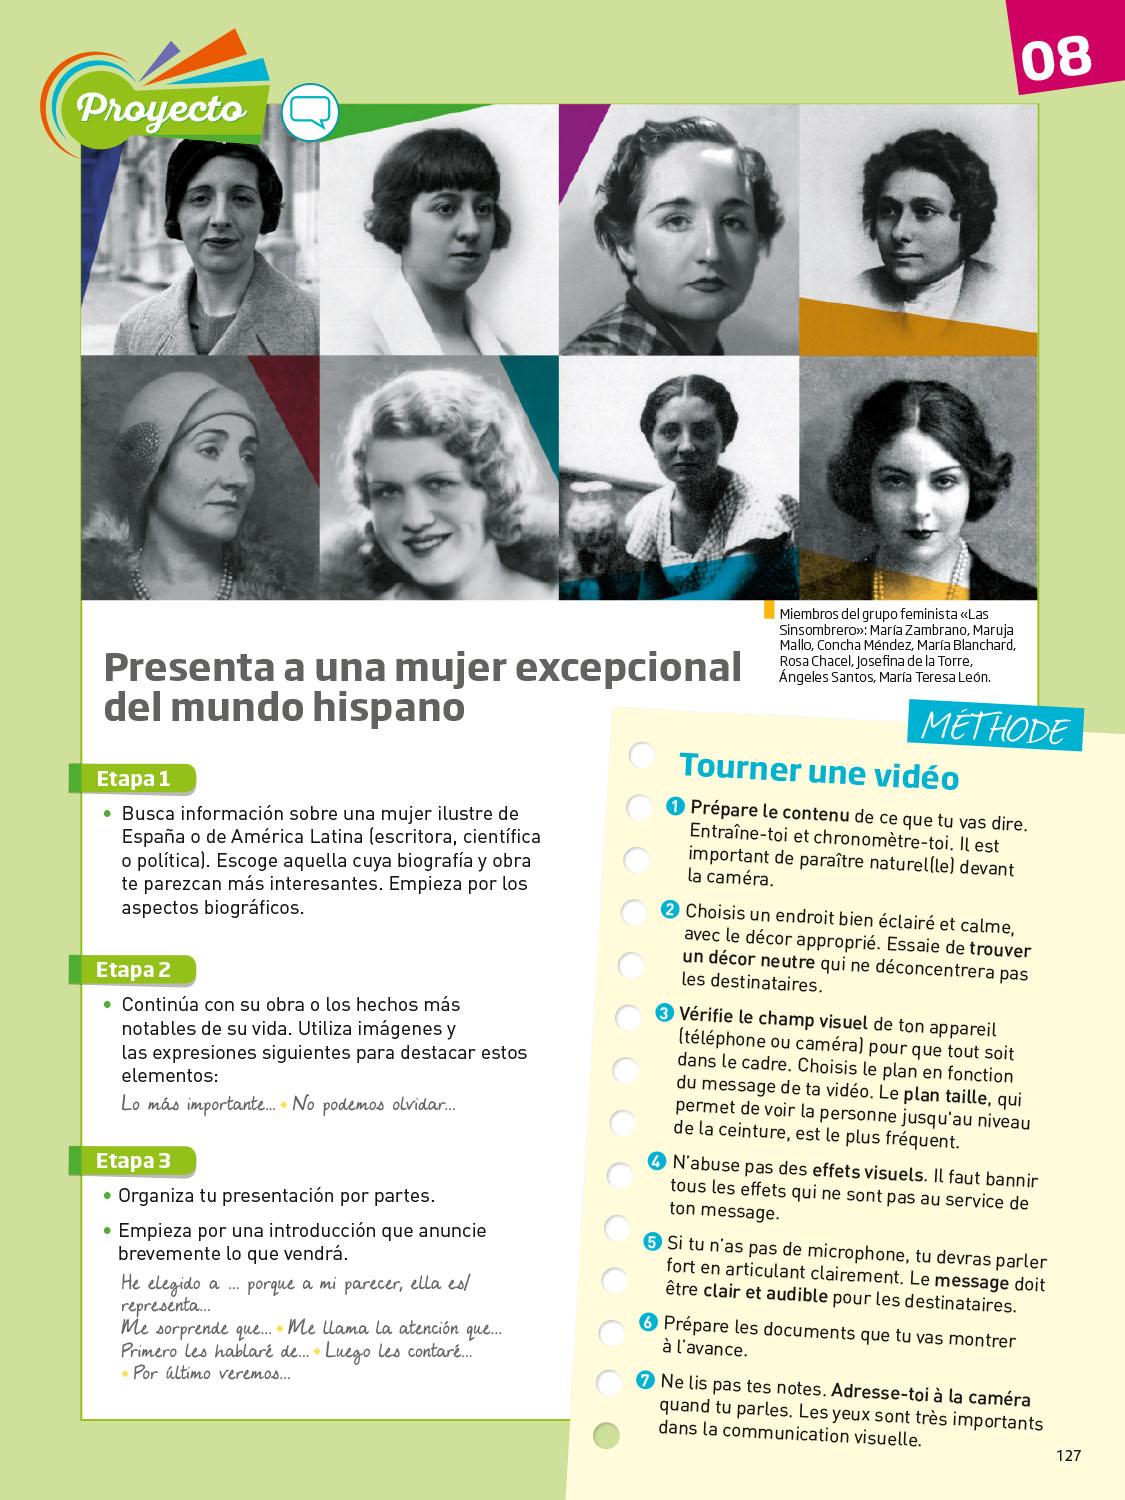 08
Proyecto
Miembros del grupo feminista «Las
Sinsombrero»: María Zambrano, Maruja
Mallo, Concha Méndez, María Blanchard,
Rosa Chacel, Josefina de la Torre,
Ángeles Santos, María Teresa León.
Presenta a una mujer excepcional
del mundo hispano
Etapa 1
• Busca información sobre una mujer ilustre de
España o de América Latina (escritora, científica
o política). Escoge aquella cuya biografía y obra
te parezcan más interesantes. Empieza por los
aspectos biográficos.
Etapa 2
• Continúa con su obra o los hechos más
notables de su vida. Utiliza imágenes y
las expresiones siguientes para destacar estos
elementos:
Lo más importante... • No podemos olvidar...
Etapa 3
• Organiza tu presentación por partes.
• Empieza por una introducción que anuncie
brevemente lo que vendrá.
He elegido a ... porque a mi parecer, ella es/
representa...
Me sorprende que... • Me llama la atención que...
Primero les hablaré de... • Luego les contaré...
• Por último veremos...
MÉTHODE
Tourner une vidéo
1 Prépare le contenu de ce que tu vas dire.
Entraîne-toi et chronomètre-toi. Il est
important de paraître naturel(le) devant
la caméra.
2 Choisis un endroit bien éclairé et calme,
avec le décor approprié. Essaie de trouver
un décor neutre qui ne déconcentrera pas
les destinataires.
3 Vérifie le champ visuel de ton appareil
(téléphone ou caméra) pour que tout soit
dans le cadre. Choisis le plan en fonction
du message de ta vidéo. Le plan taille, qui
permet de voir la personne jusqu'au niveau
de la ceinture, est le plus fréquent.
4 N'abuse pas des effets visuels. Il faut bannir
tous les effets qui ne sont pas au service de
ton message.
5 Si tu n'as pas de microphone, tu devras parler
fort en articulant clairement. Le message doit
être clair et audible pour les destinataires.
6 Prépare les documents que tu vas montrer
à l'avance.
7 Ne lis pas tes notes. Adresse-toi à la caméra
quand tu parles. Les yeux sont très importants
dans la communication visuelle.
127